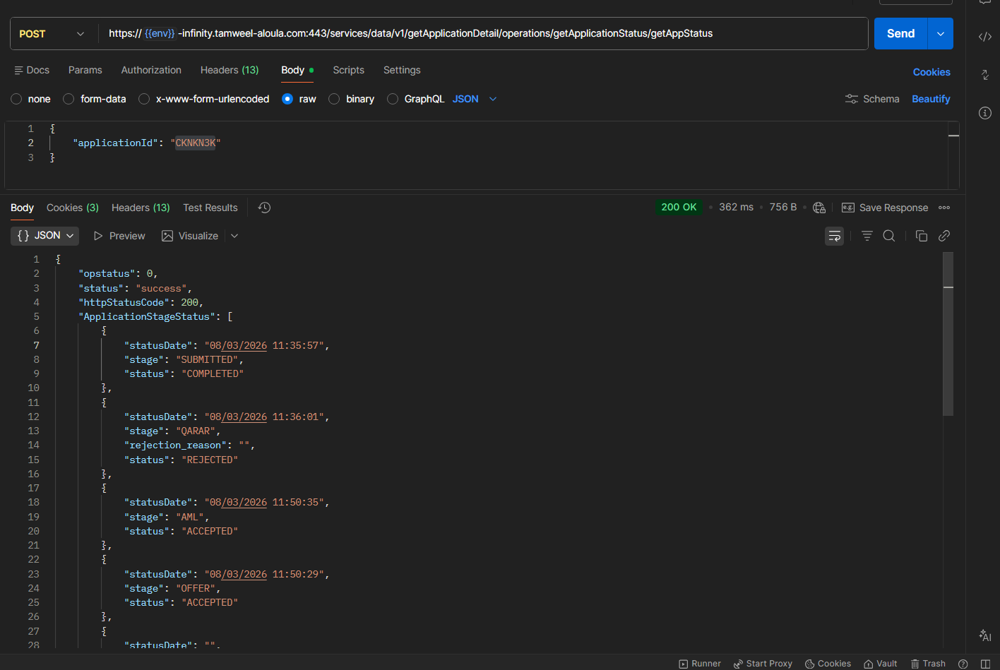 POST https:// {{env}} -infinity.tamweel-aloula.com:443/services/data/v1/getApplicationDetail/operations/getApplicationStatus/getAppStatus Send
Docs Params Authorization Headers (13) Body Scripts Settings Cookies
none form-data x-www-form-urlencoded raw binary GraphQL JSON Schema Beautify
1 {
2 "applicationId": "CKNKN3K"
3 }
Body Cookies (3) Headers (13) Test Results 200 OK 362 ms 756 B e.g. Save Response
{} JSON Preview Visualize
1 {
2 "opstatus": 0,
3 "status": "success",
4 "httpStatusCode": 200,
5 "ApplicationStageStatus": [
6 {
7 "statusDate": "08/03/2026 11:35:57",
8 "stage": "SUBMITTED",
9 "status": "COMPLETED"
10 },
11 {
12 "statusDate": "08/03/2026 11:36:01",
13 "stage": "QARAR",
14 "rejection_reason": "",
15 "status": "REJECTED"
16 },
17 {
18 "statusDate": "08/03/2026 11:50:35",
19 "stage": "AML",
20 "status": "ACCEPTED"
21 },
22 {
23 "statusDate": "08/03/2026 11:50:29",
24 "stage": "OFFER",
25 "status": "ACCEPTED"
26 },
27 {
28 "statusDate": "",
AI
Runner Start Proxy Cookies Vault Trash